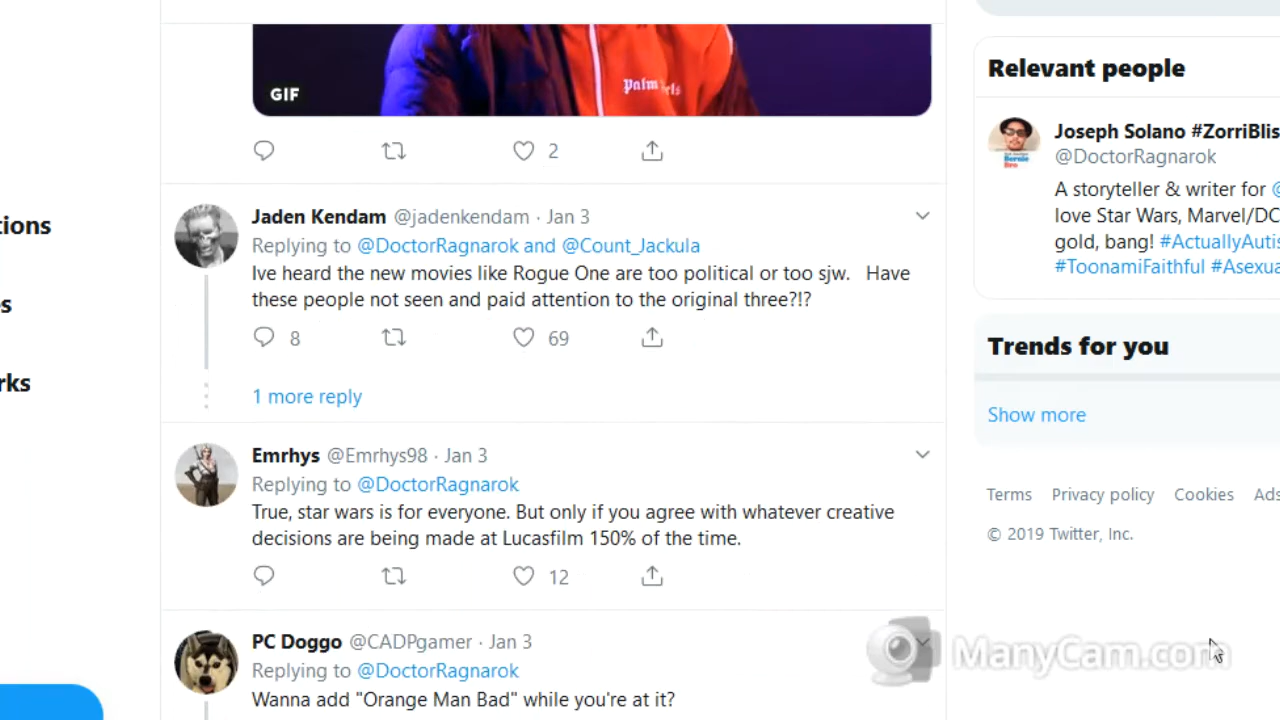 Palm els
GIF
2
Jaden Kendam @jadenkendam · Jan 3
Replying to @DoctorRagnarok and @Count_Jackula
Ive heard the new movies like Rogue One are too political or too sjw.   Have
these people not seen and paid attention to the original three?!?
8 69
1 more reply
Emrhys @Emrhys98 · Jan 3
Replying to @DoctorRagnarok
True, star wars is for everyone. But only if you agree with whatever creative
decisions are being made at Lucasfilm 150% of the time.
12
PC Doggo @CADPgamer · Jan 3
Replying to @DoctorRagnarok
Wanna add "Orange Man Bad" while you're at it?
tions
s
rks
Relevant people
Joseph Solano #ZorriBlis
@DoctorRagnarok
A storyteller & writer for @
love Star Wars, Marvel/DC
gold, bang! #ActuallyAutis
#ToonamiFaithful #Asexua
Bernie
Bro
Trends for you
Show more
Terms Privacy policy Cookies Ads
© 2019 Twitter, Inc.
ManyCam.com